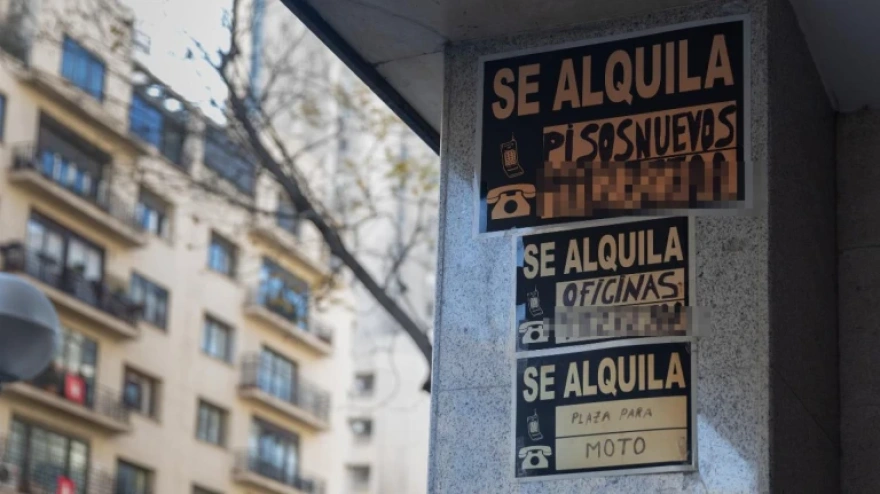 SE ALQUILA
PISOS NUEVOS
SE ALQUILA
OFICINAS
SE ALQUILA
PLAZA PARA
MOTO